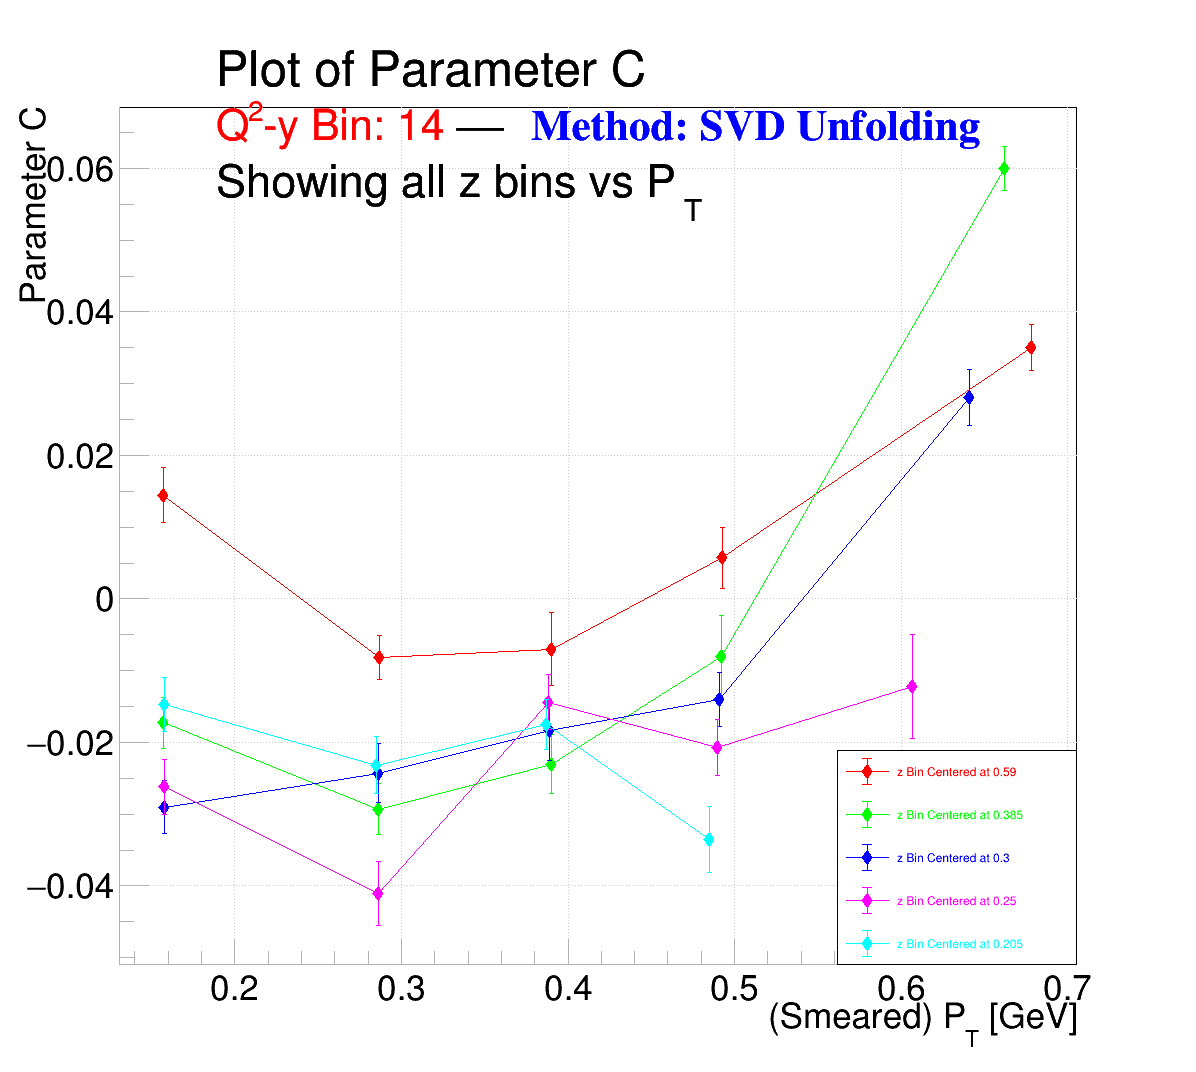 Plot of Parameter C
Q²-y Bin: 14 — Method: SVD Unfolding
Showing all z bins vs P_T
Parameter C
0.06
0.04
0.02
0
−0.02
−0.04
z Bin Centered at 0.59
z Bin Centered at 0.385
z Bin Centered at 0.3
z Bin Centered at 0.25
z Bin Centered at 0.205
0.2 0.3 0.4 0.5 0.6 0.7
(Smeared) P_T [GeV]